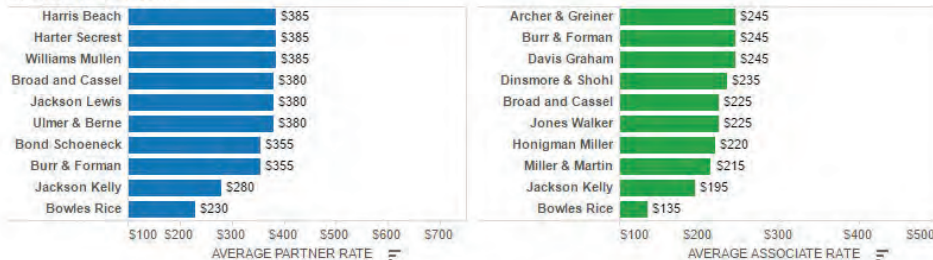 Harris Beach $385
Harter Secrest $385
Williams Mullen $385
Broad and Cassel $380
Jackson Lewis $380
Ulmer & Berne $380
Bond Schoeneck $355
Burr & Forman $355
Jackson Kelly $280
Bowles Rice $230
$100 $200 $300 $400 $500 $600 $700
AVERAGE PARTNER RATE
Archer & Greiner $245
Burr & Forman $245
Davis Graham $245
Dinsmore & Shohl $235
Broad and Cassel $225
Jones Walker $225
Honigman Miller $220
Miller & Martin $215
Jackson Kelly $195
Bowles Rice $135
$100 $200 $300 $400 $500
AVERAGE ASSOCIATE RATE